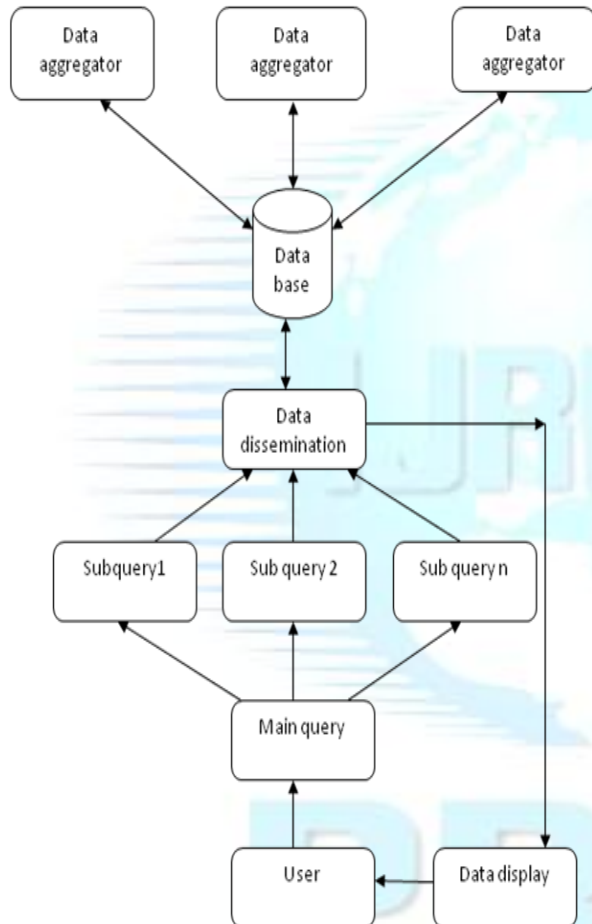 Data
aggregator
Data
aggregator
Data
aggregator
Data
base
Data
dissemination
Subquery1
Sub query 2
Sub query n
Main query
User
Data display